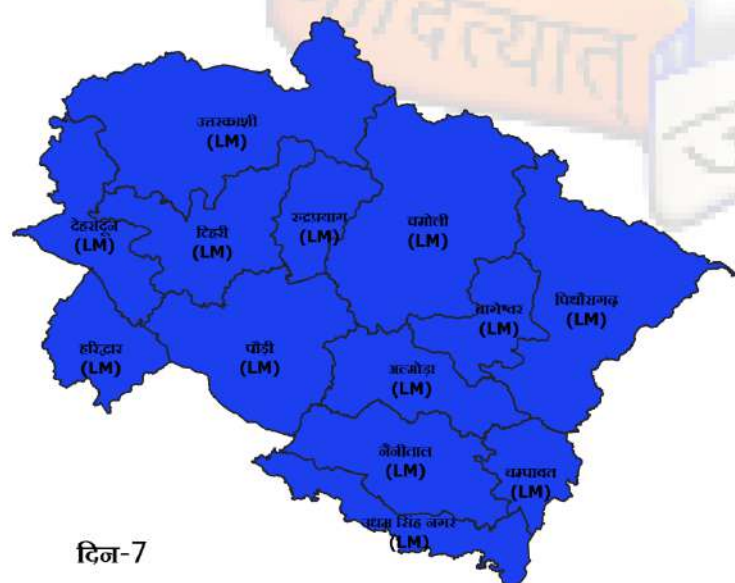 दित्यात
उत्तरकाशी
(LM)
देहरादून
(LM)
टिहरी
(LM)
रुद्रप्रयाग
(LM)
चमोली
(LM)
बागेश्वर
(LM)
पिथौरागढ़
(LM)
हरिद्वार
(LM)
पौड़ी
(LM)
अल्मोड़ा
(LM)
नैनीताल
(LM)
चम्पावत
(LM)
उधम सिंह नगर
(LM)
दिन-7